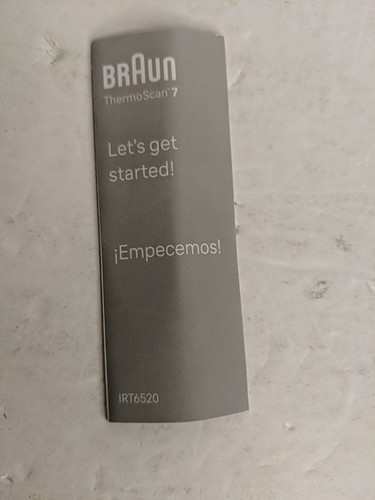 BRAUN
ThermoScan® 7
Let's get
started!
¡Empecemos!
IRT6520